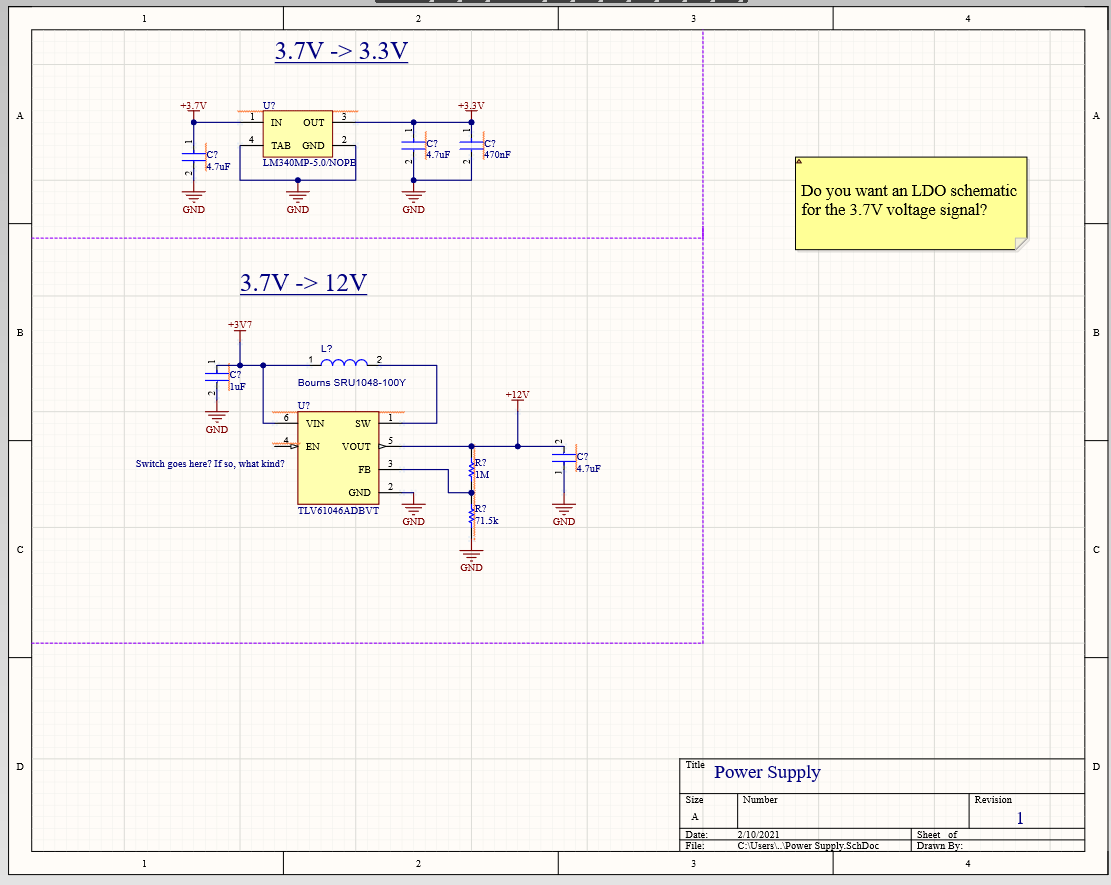 1 2 3 4
3.7V -> 3.3V
A A
+3.7V U? +3.3V
1 IN OUT 3
4 TAB GND 2
LM340MP-5.0/NOPB
1 C? 2
4.7uF
1 C? 2
4.7uF
1 C? 2
470nF
GND GND GND
Do you want an LDO schematic
for the 3.7V voltage signal?
3.7V -> 12V
B B
+3V7
L?
1 2
Bourns SRU1048-100Y
1 C? 2
1uF
GND
U?
6 VIN SW 1
4 EN VOUT 5
FB 3
GND 2
TLV61046ADBVT
Switch goes here? If so, what kind?
+12V
R?
1M
R?
71.5k
2 C? 1
4.7uF
GND GND
GND
C C
D D
Title Power Supply
Size Number Revision
A 1
Date: 2/10/2021 Sheet of
File: C:\Users\..\Power Supply.SchDoc Drawn By:
1 2 3 4